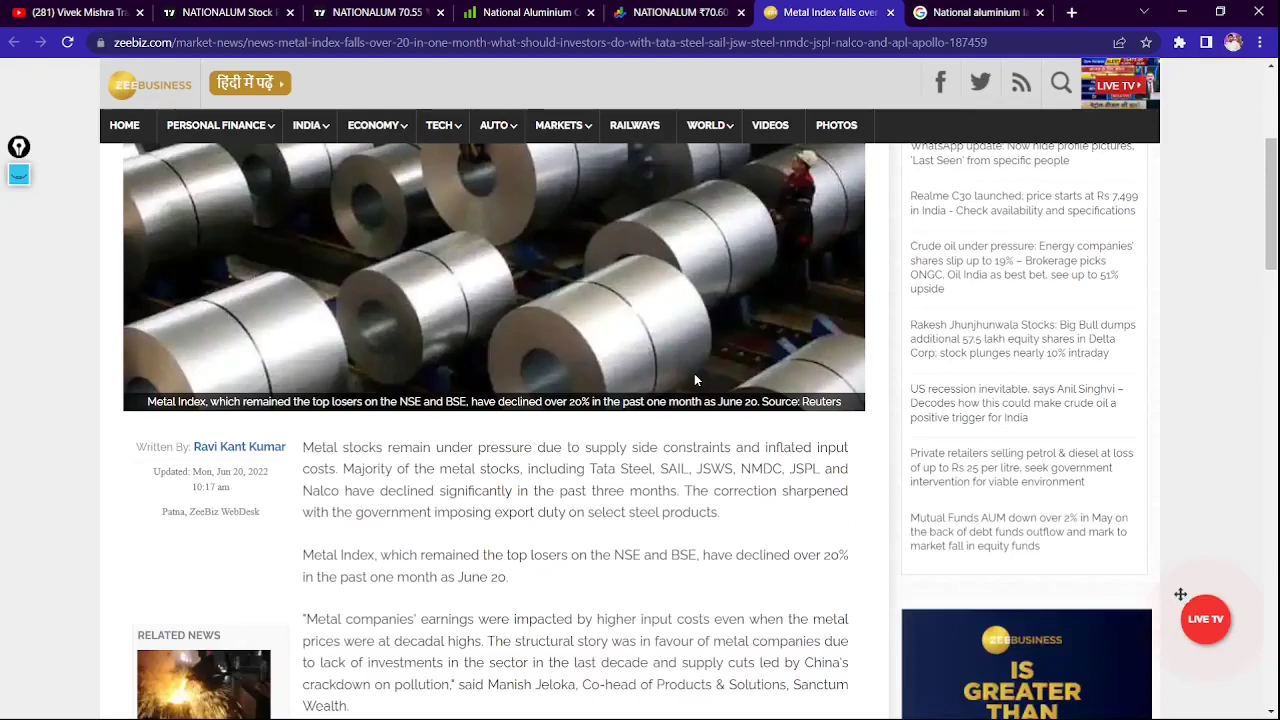 (281) Vivek Trav
NATIONALUM Stock P
NATIONALUM 70.55
National Aluminium C
NATIONALUM ₹70.85
Metal Index falls over
National aluminium l
zeebiz.com/market-news/news-metal-index-falls-over-20-in-one-month-what-should-investors-do-with-tata-steel-sail-jsw-steel-nmdc-jspl-nalco-and-apl-apollo-187459
ZEEBUSINESS
हिंदी में पढ़ें
LIVE TV
HOME
PERSONAL FINANCE
INDIA
ECONOMY
TECH
AUTO
MARKETS
RAILWAYS
WORLD
VIDEOS
PHOTOS
Metal Index, which remained the top losers on the NSE and BSE, have declined over 20% in the past one month as June 20. Source: Reuters
Written By: Ravi Kant Kumar
Updated: Mon, Jun 20, 2022
10:17 am
Patna, ZeeBiz WebDesk
RELATED NEWS
Metal stocks remain under pressure due to supply side constraints and inflated input
costs. Majority of the metal stocks, including Tata Steel, SAIL, JSWS, NMDC, JSPL and
Nalco have declined significantly in the past three months. The correction sharpened
with the government imposing export duty on select steel products.
Metal Index, which remained the top losers on the NSE and BSE, have declined over 20%
in the past one month as June 20.
"Metal companies' earnings were impacted by higher input costs even when the metal
prices were at decadal highs. The structural story was in favour of metal companies due
to lack of investments in the sector in the last decade and supply cuts led by China's
crackdown on pollution," said Manish Jeloka, Co-head of Products & Solutions, Sanctum
Wealth.
WhatsApp update: Now hide profile pictures,
'Last Seen' from specific people
Realme C30 launched; price starts at Rs 7,499
in India - Check availability and specifications
Crude oil under pressure: Energy companies'
shares slip up to 19% – Brokerage picks
ONGC, Oil India as best bet, see up to 51%
upside
Rakesh Jhunjhunwala Stocks: Big Bull dumps
additional 57.5 lakh equity shares in Delta
Corp, stock plunges nearly 10% intraday
US recession inevitable, says Anil Singhvi –
Decodes how this could make crude oil a
positive trigger for India
Private retailers selling petrol & diesel at loss
of up to Rs 25 per litre, seek government
intervention for viable environment
Mutual Funds AUM down over 2% in May on
the back of debt funds outflow and mark to
market fall in equity funds
ZEEBUSINESS
IS
GREATER
THAN
LIVE TV